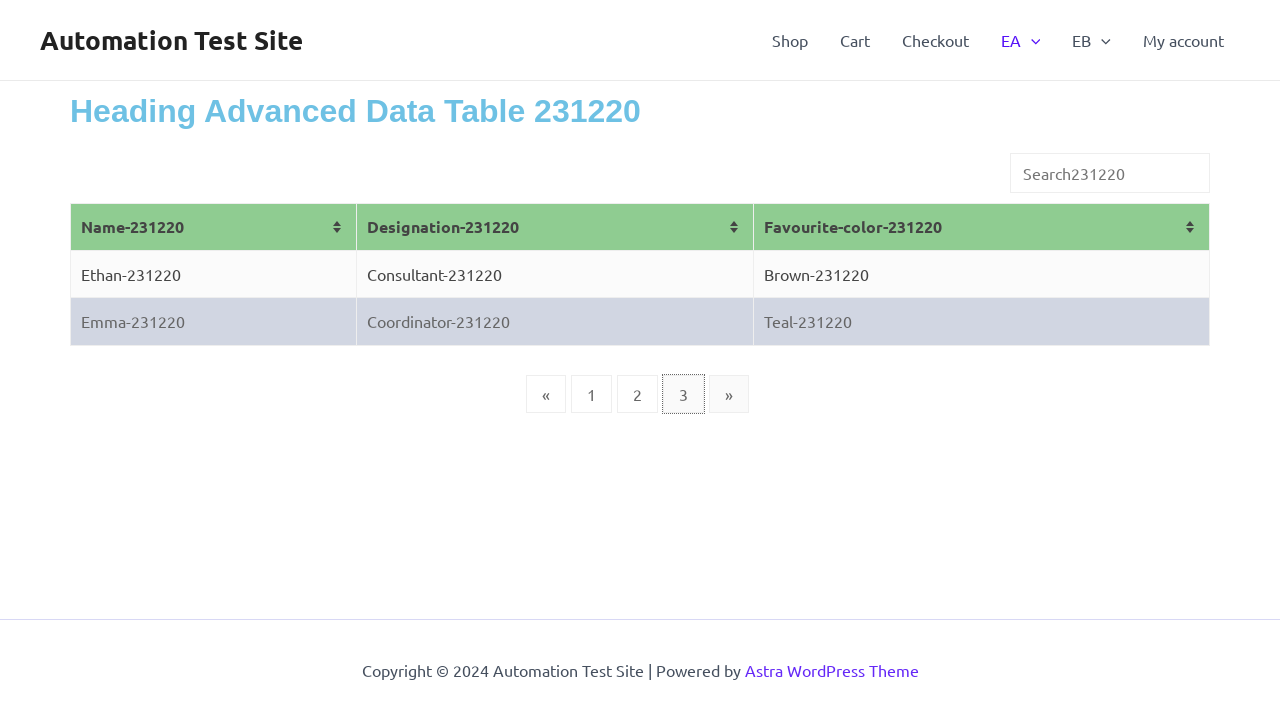 Automation Test Site
Shop Cart Checkout EA EB My account
Heading Advanced Data Table 231220
Search231220
Name-231220 Designation-231220 Favourite-color-231220
Ethan-231220 Consultant-231220 Brown-231220
Emma-231220 Coordinator-231220 Teal-231220
« 1 2 3 »
Copyright © 2024 Automation Test Site | Powered by Astra WordPress Theme